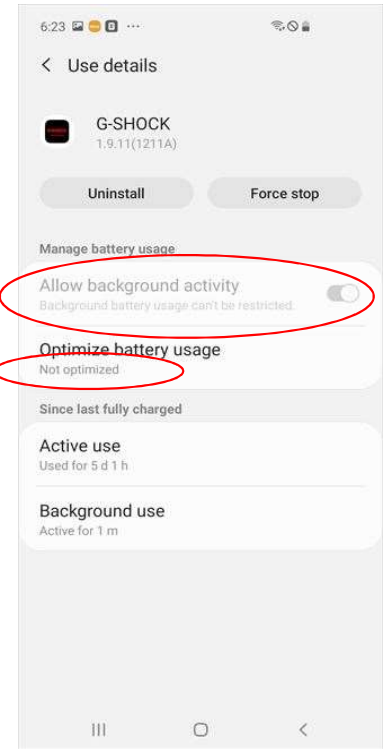 6:23
Use details
G-SHOCK
1.9.11(1211A)
Uninstall
Force stop
Manage battery usage
Allow background activity
Background battery usage can't be restricted.
Optimize battery usage
Not optimized
Since last fully charged
Active use
Used for 5 d 1 h
Background use
Active for 1 m